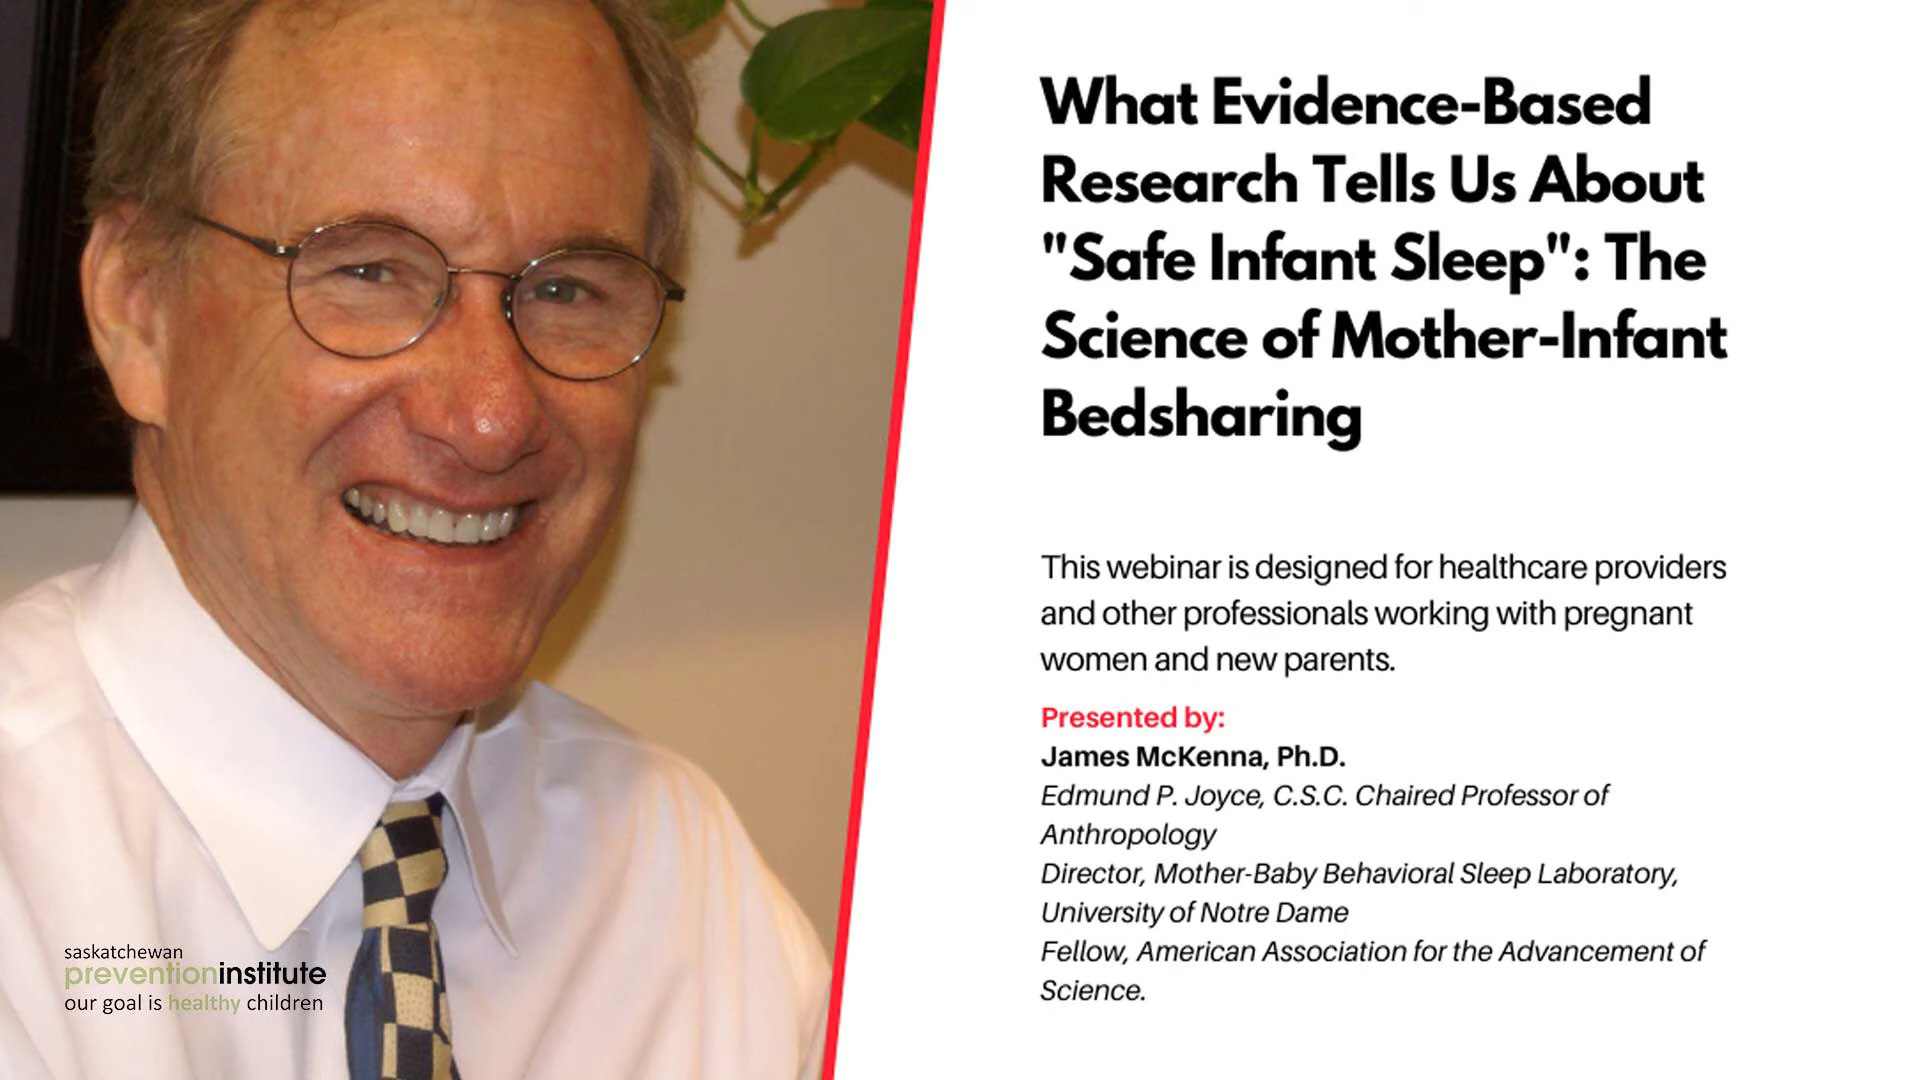 What Evidence-Based
Research Tells Us About
"Safe Infant Sleep": The
Science of Mother-Infant
Bedsharing
This webinar is designed for healthcare providers
and other professionals working with pregnant
women and new parents.
Presented by:
James McKenna, Ph.D.
Edmund P. Joyce, C.S.C. Chaired Professor of
Anthropology
Director, Mother-Baby Behavioral Sleep Laboratory,
University of Notre Dame
Fellow, American Association for the Advancement of
Science.
saskatchewan
preventioninstitute
our goal is healthy children